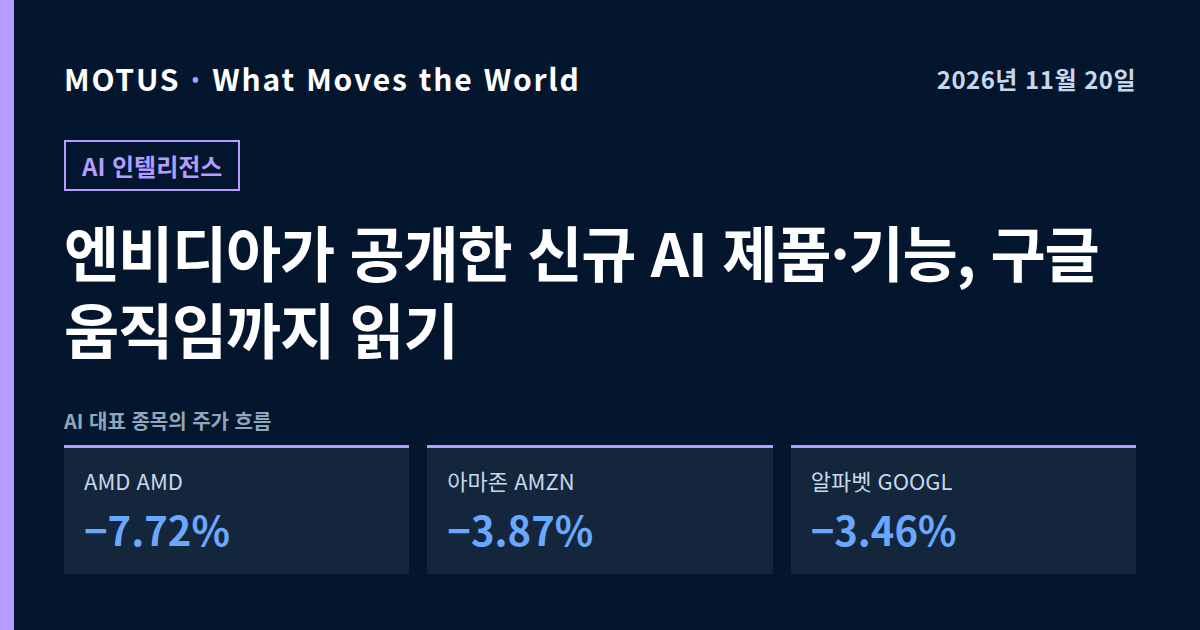 MOTUS · What Moves the World
2026년 11월 20일
AI 인텔리전스
엔비디아가 공개한 신규 AI 제품·기능, 구글
움직임까지 읽기
AI 대표 종목의 주가 흐름
AMD AMD
−7.72%
아마존 AMZN
−3.87%
알파벳 GOOGL
−3.46%